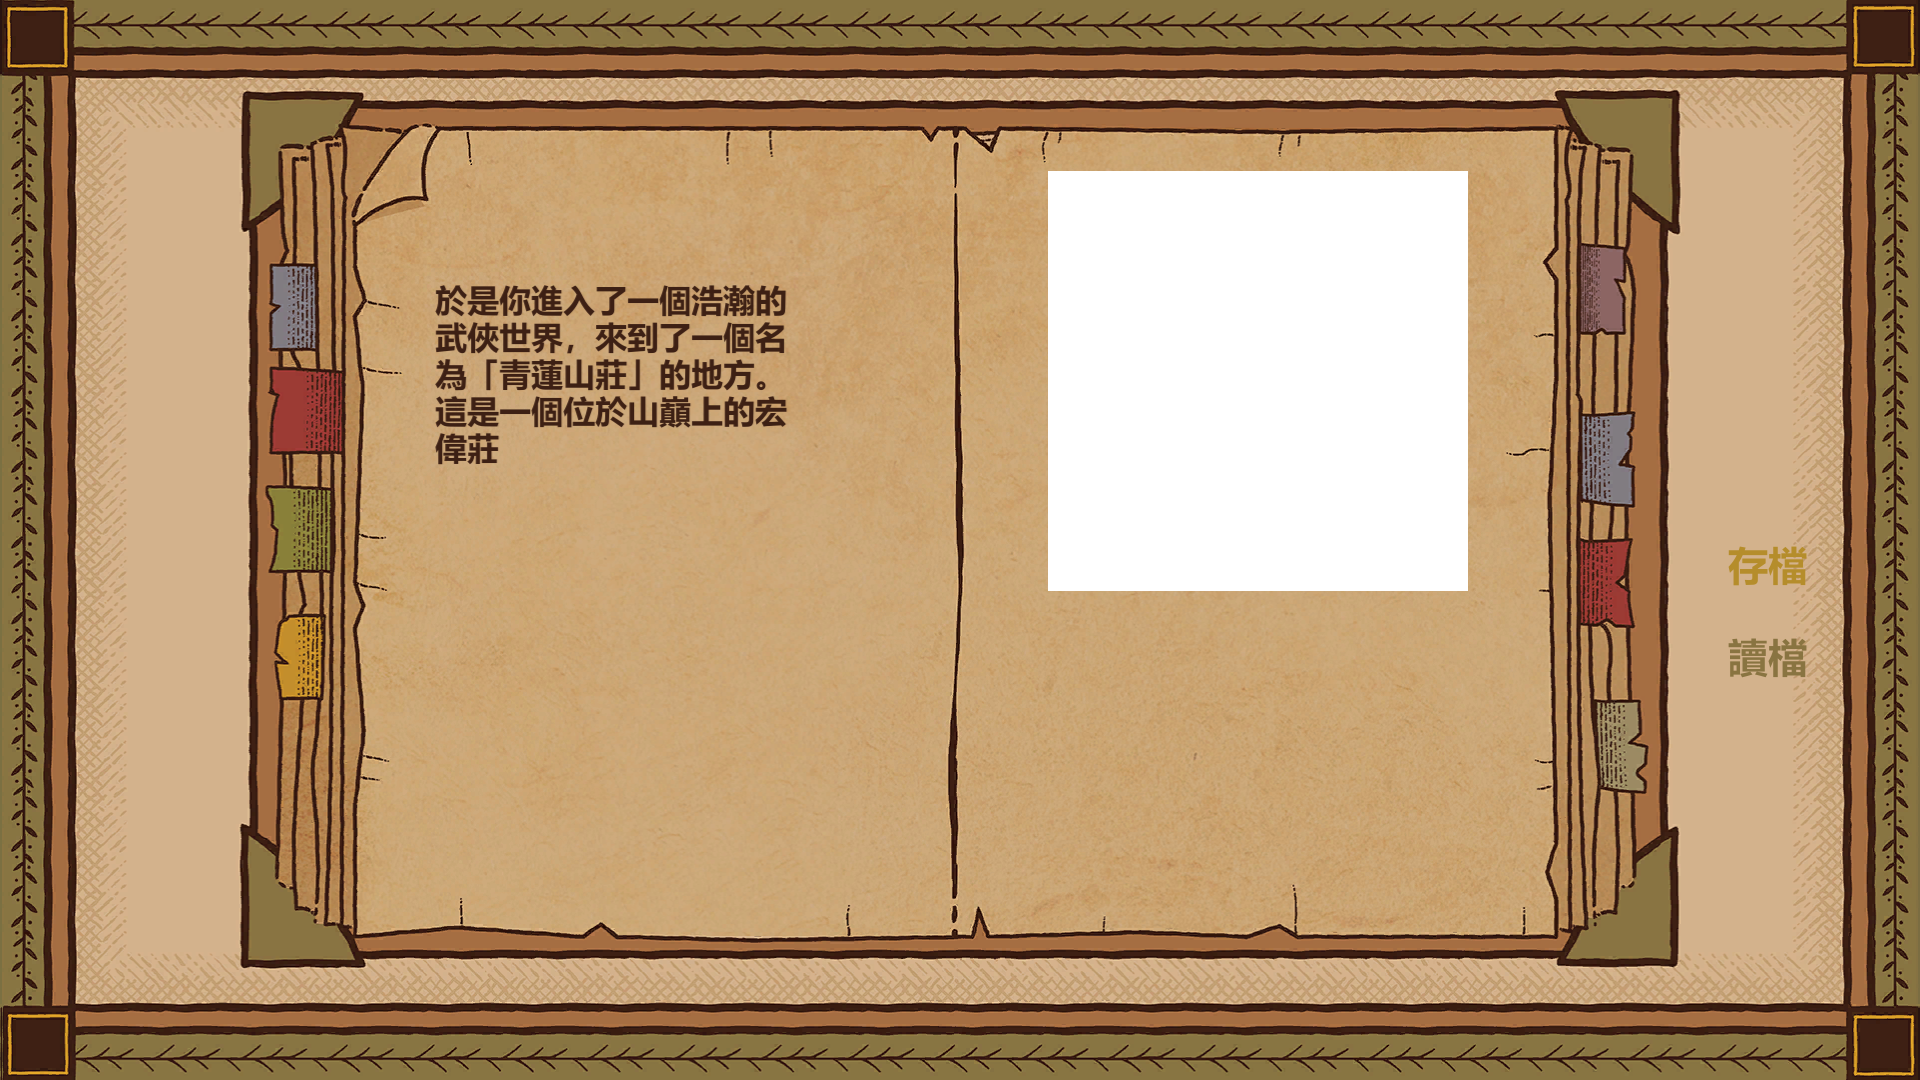 於是你進入了一個浩瀚的
武俠世界，來到了一個名
為「青蓮山莊」的地方。
這是一個位於山巔上的宏
偉莊
存檔
讀檔